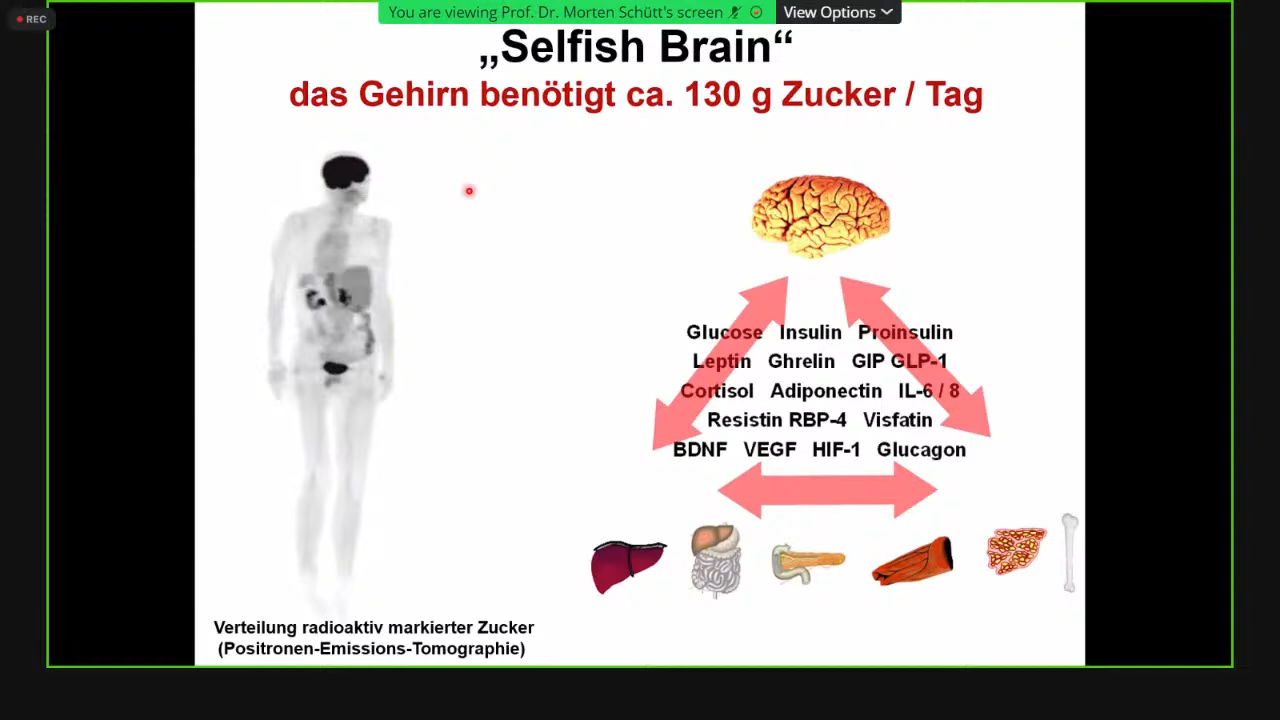 REC
You are viewing Prof. Dr. Morten Schütt's screen
View Options
„Selfish Brain“
das Gehirn benötigt ca. 130 g Zucker / Tag
Glucose Insulin Proinsulin
Leptin Ghrelin GIP GLP-1
Cortisol Adiponectin IL-6 / 8
Resistin RBP-4 Visfatin
BDNF VEGF HIF-1 Glucagon
Verteilung radioaktiv markierter Zucker
(Positronen-Emissions-Tomographie)